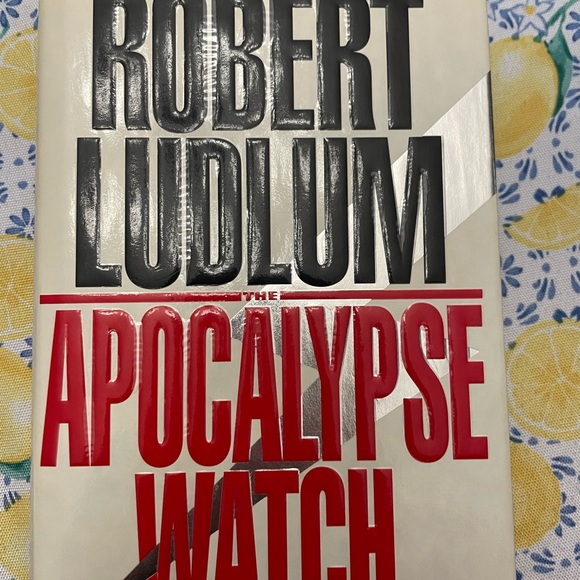 ROBERT
LUDLUM
THE
APOCALYPSE
WATCH